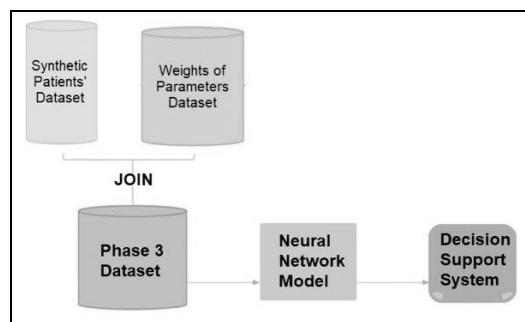 Synthetic
Patients'
Dataset
Weights of
Parameters
Dataset
JOIN
Phase 3
Dataset
Neural
Network
Model
Decision
Support
System